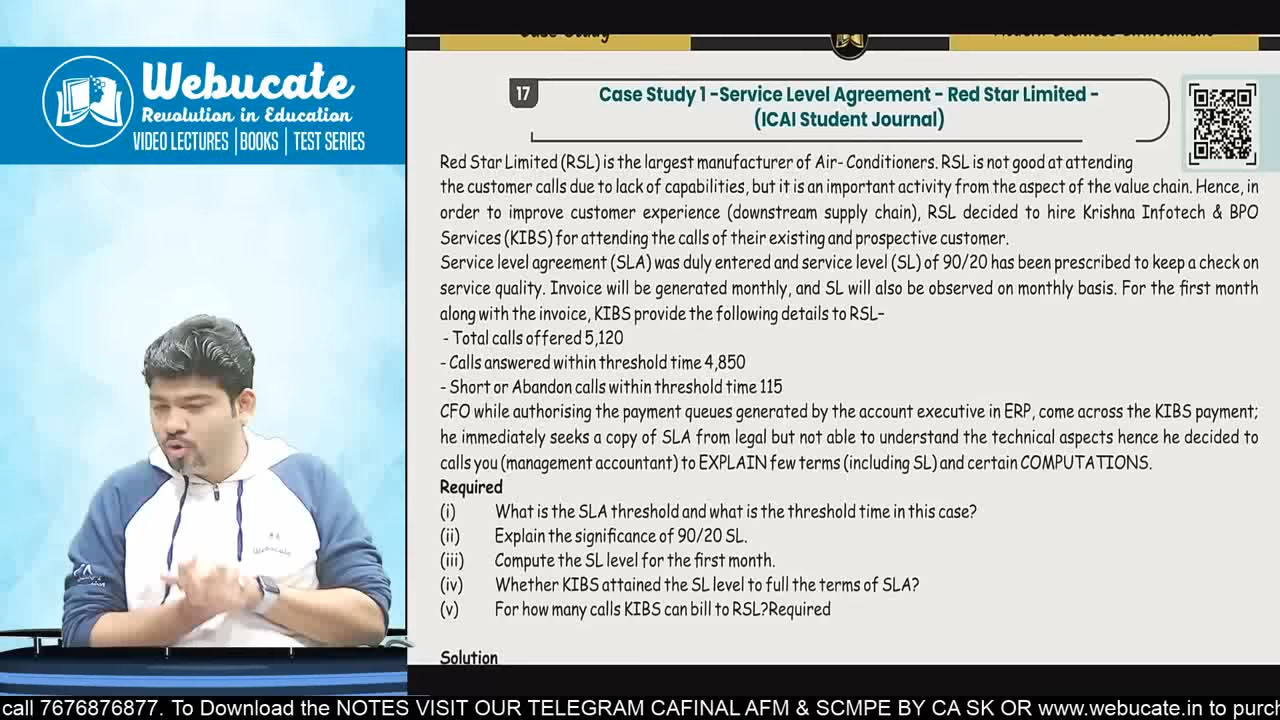 Webucate
Revolution in Education
VIDEO LECTURES | BOOKS | TEST SERIES
Case Study
17
Case Study 1 -Service Level Agreement - Red Star Limited -
(ICAI Student Journal)
Red Star Limited (RSL) is the largest manufacturer of Air- Conditioners. RSL is not good at attending
the customer calls due to lack of capabilities, but it is an important activity from the aspect of the value chain. Hence, in
order to improve customer experience (downstream supply chain), RSL decided to hire Krishna Infotech & BPO
Services (KIBS) for attending the calls of their existing and prospective customer.
Service level agreement (SLA) was duly entered and service level (SL) of 90/20 has been prescribed to keep a check on
service quality. Invoice will be generated monthly, and SL will also be observed on monthly basis. For the first month
along with the invoice, KIBS provide the following details to RSL–
- Total calls offered 5,120
- Calls answered within threshold time 4,850
- Short or Abandon calls within threshold time 115
CFO while authorising the payment queues generated by the account executive in ERP, come across the KIBS payment;
he immediately seeks a copy of SLA from legal but not able to understand the technical aspects hence he decided to
calls you (management accountant) to EXPLAIN few terms (including SL) and certain COMPUTATIONS.
Required
(i) What is the SLA threshold and what is the threshold time in this case?
(ii) Explain the significance of 90/20 SL.
(iii) Compute the SL level for the first month.
(iv) Whether KIBS attained the SL level to full the terms of SLA?
(v) For how many calls KIBS can bill to RSL?Required
Solution
call 7676876877. To Download the NOTES VISIT OUR TELEGRAM CAFINAL AFM & SCMPE BY CA SK OR www.webucate.in to purch